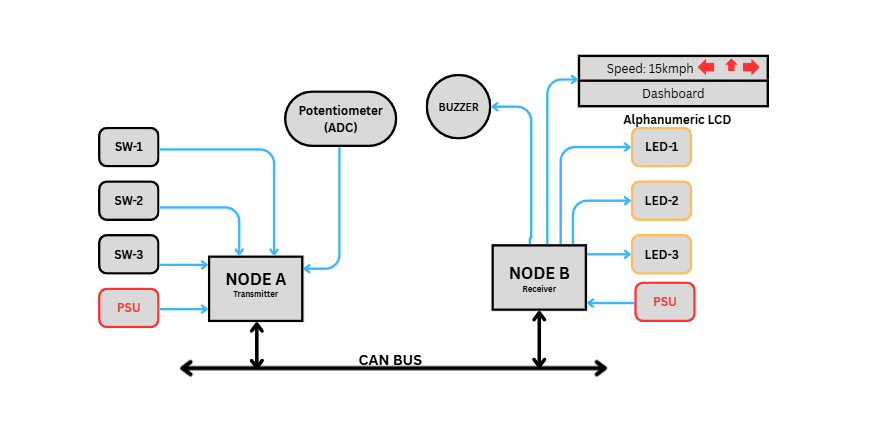 Speed: 15kmph
Dashboard
Alphanumeric LCD
Potentiometer
(ADC)
BUZZER
SW-1
SW-2
SW-3
PSU
NODE A
Transmitter
NODE B
Receiver
LED-1
LED-2
LED-3
PSU
CAN BUS